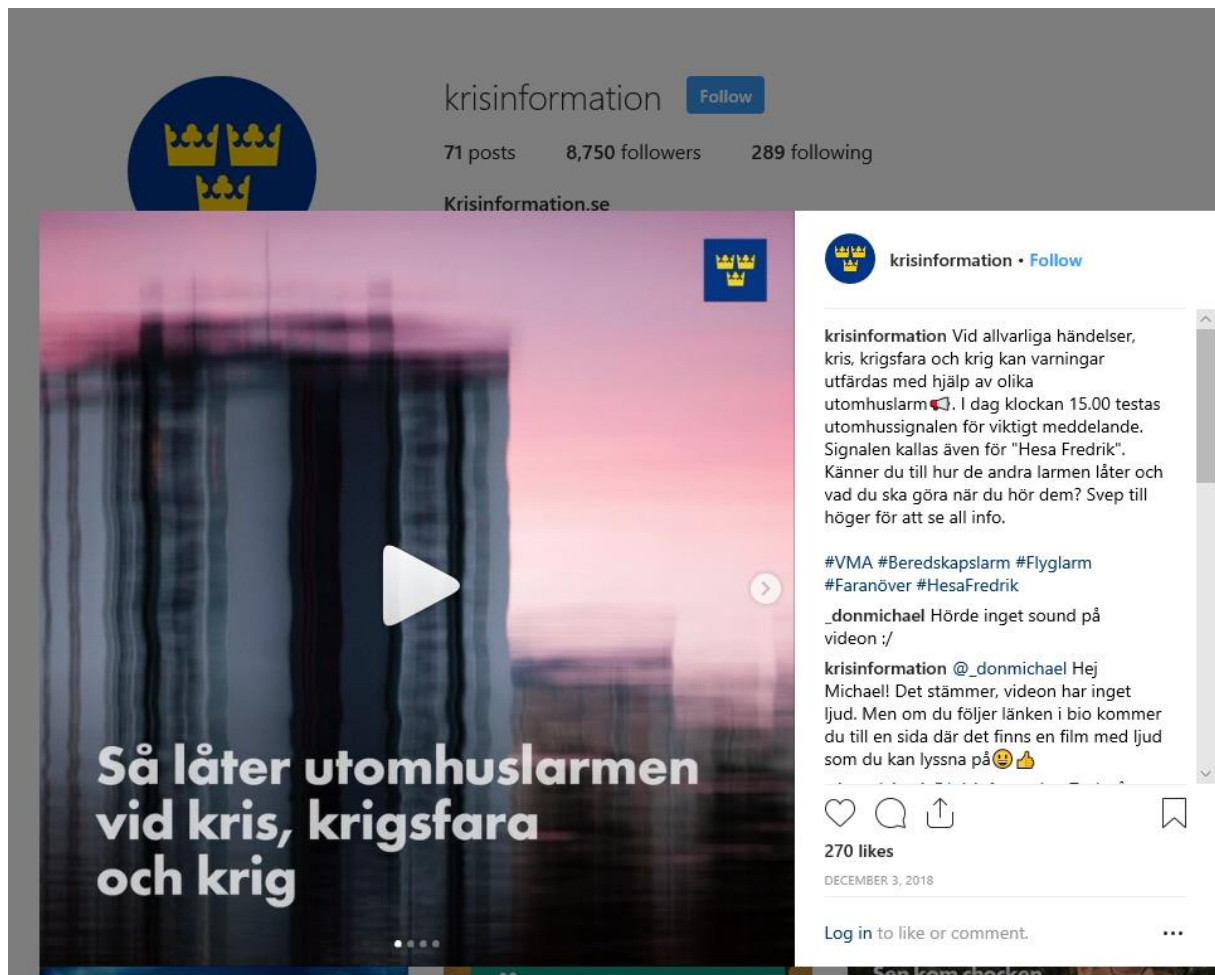 krisinformation Follow
71 posts 8,750 followers 289 following
Krisinformation.se
Så låter utomhuslarmen
vid kris, krigsfara
och krig
krisinformation • Follow
krisinformation Vid allvarliga händelser,
kris, krigsfara och krig kan varningar
utfärdas med hjälp av olika
utomhuslarm📢. I dag klockan 15.00 testas
utomhussignalen för viktigt meddelande.
Signalen kallas även för "Hesa Fredrik".
Känner du till hur de andra larmen låter och
vad du ska göra när du hör dem? Svep till
höger för att se all info.
#VMA #Beredskapslarm #Flyglarm
#Faranöver #HesaFredrik
_donmichael Hörde inget sound på
videon :/
krisinformation @_donmichael Hej
Michael! Det stämmer, videon har inget
ljud. Men om du följer länken i bio kommer
du till en sida där det finns en film med ljud
som du kan lyssna på😀👍
270 likes
DECEMBER 3, 2018
Log in to like or comment.
Sen kom chocken